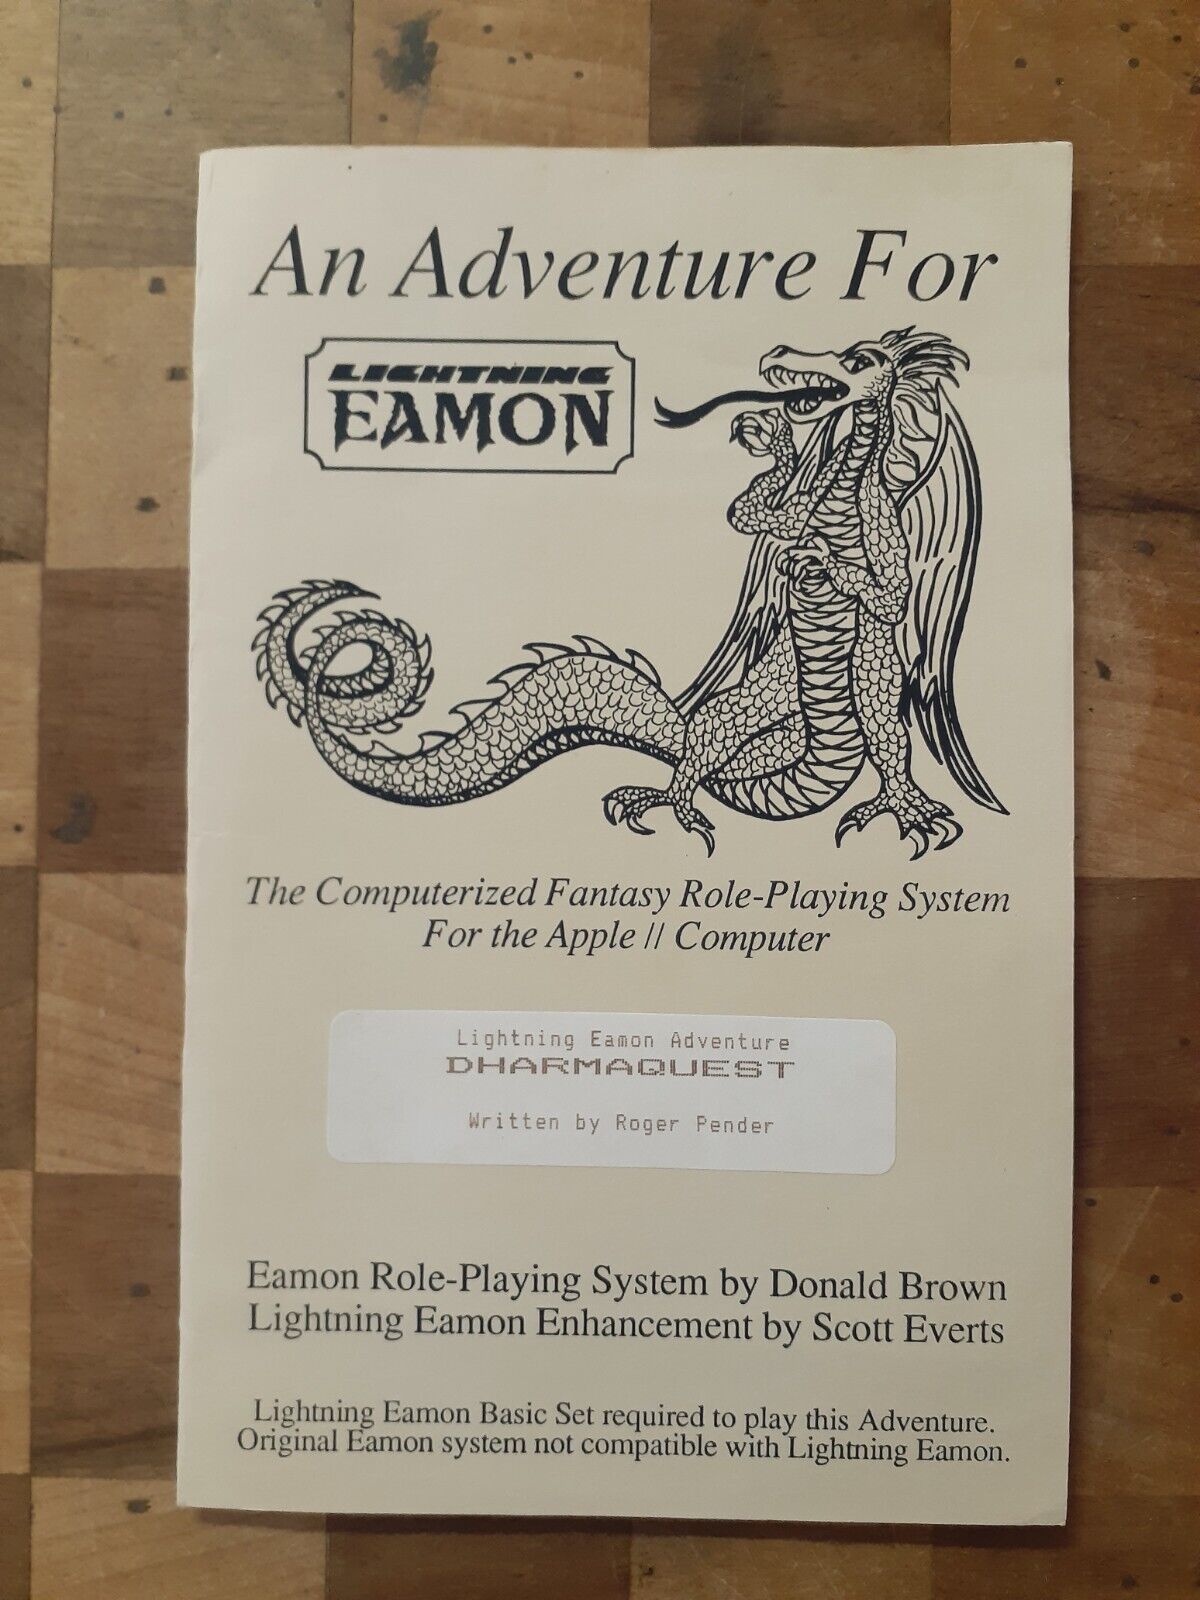 An Adventure For
LIGHTNING
EAMON
The Computerized Fantasy Role-Playing System
For the Apple // Computer
Lightning Eamon Adventure
DHARMAQUEST
Written by Roger Pender
Eamon Role-Playing System by Donald Brown
Lightning Eamon Enhancement by Scott Everts
Lightning Eamon Basic Set required to play this Adventure.
Original Eamon system not compatible with Lightning Eamon.